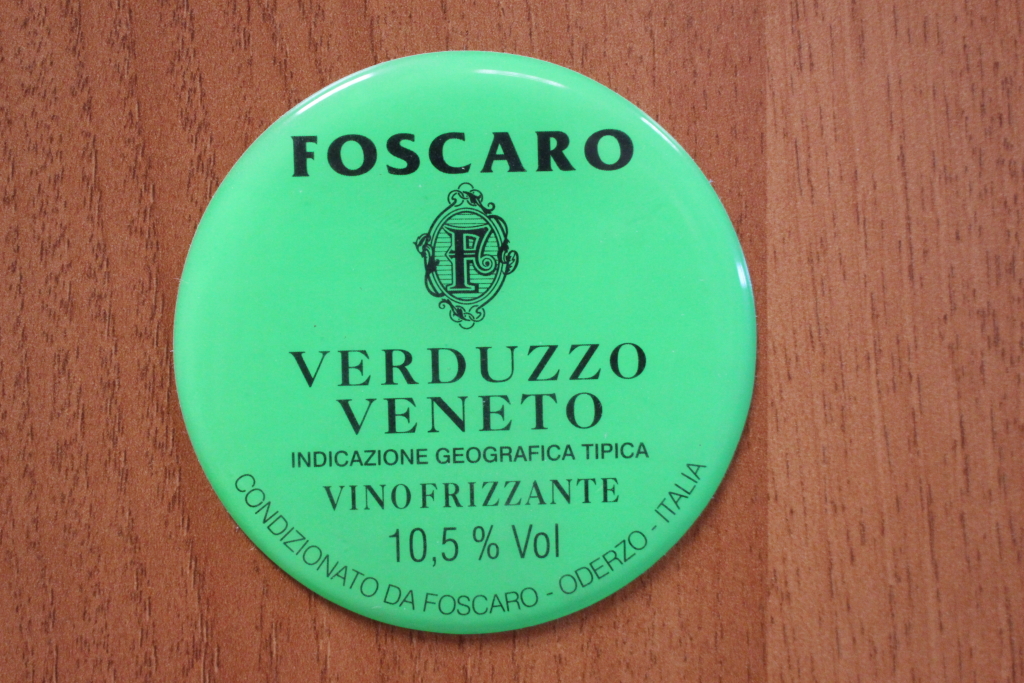 FOSCARO
F
VERDUZZO
VENETO
INDICAZIONE GEOGRAFICA TIPICA
VINO FRIZZANTE
10,5 % Vol
CONDIZIONATO DA FOSCARO - ODERZO - ITALIA